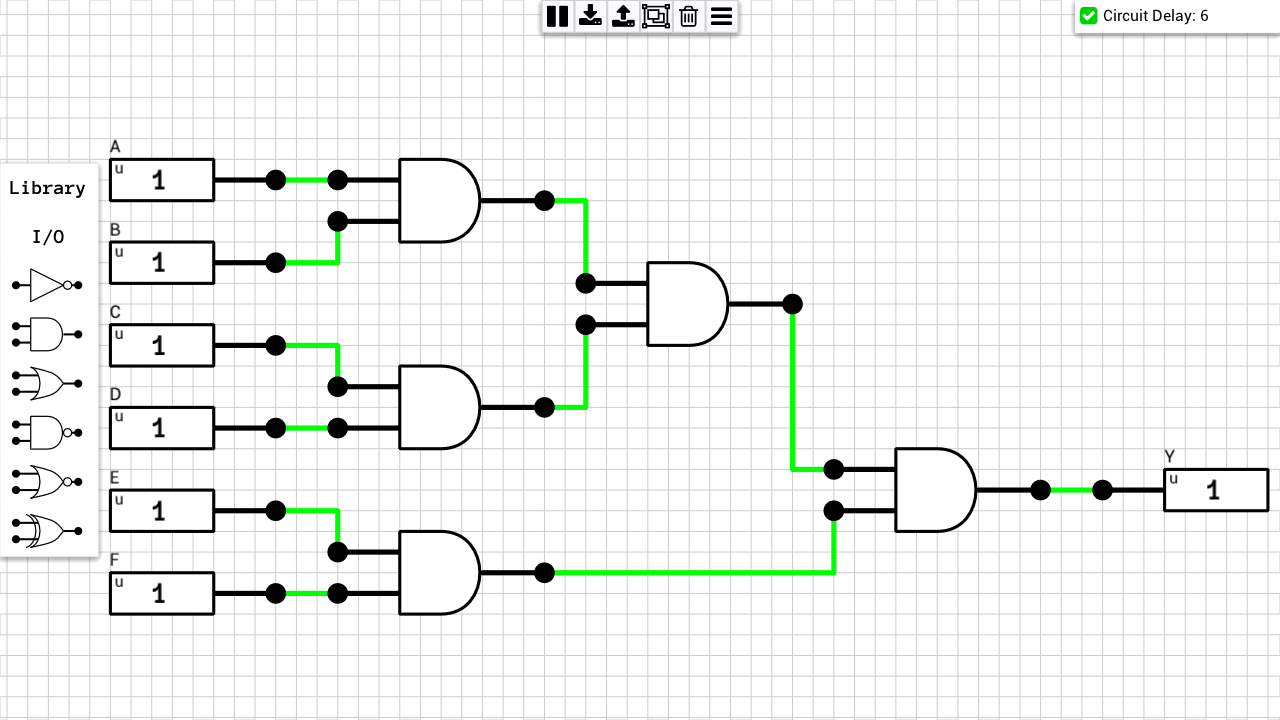 Circuit Delay: 6
Library
I/O
A
u 1
B
u 1
C
u 1
D
u 1
E
u 1
F
u 1
Y
u 1